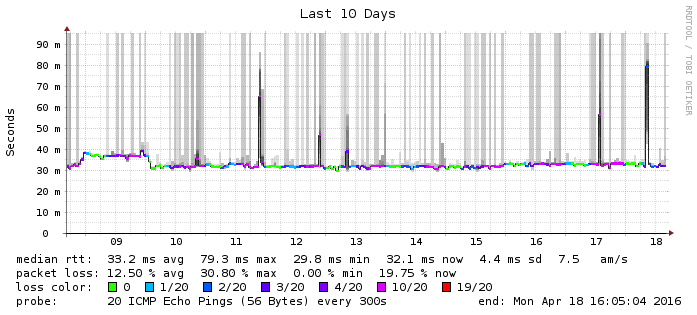 Last 10 Days
RRDTOOL / TOBI OETIKER
Seconds
90 m
80 m
70 m
60 m
50 m
40 m
30 m
20 m
10 m
0
09 10 11 12 13 14 15 16 17 18
median rtt: 33.2 ms avg 79.3 ms max 29.8 ms min 32.1 ms now 4.4 ms sd 7.5 am/s
packet loss: 12.50 % avg 30.80 % max 0.00 % min 19.75 % now
loss color: 0 1/20 2/20 3/20 4/20 10/20 19/20
probe: 20 ICMP Echo Pings (56 Bytes) every 300s end: Mon Apr 18 16:05:04 2016